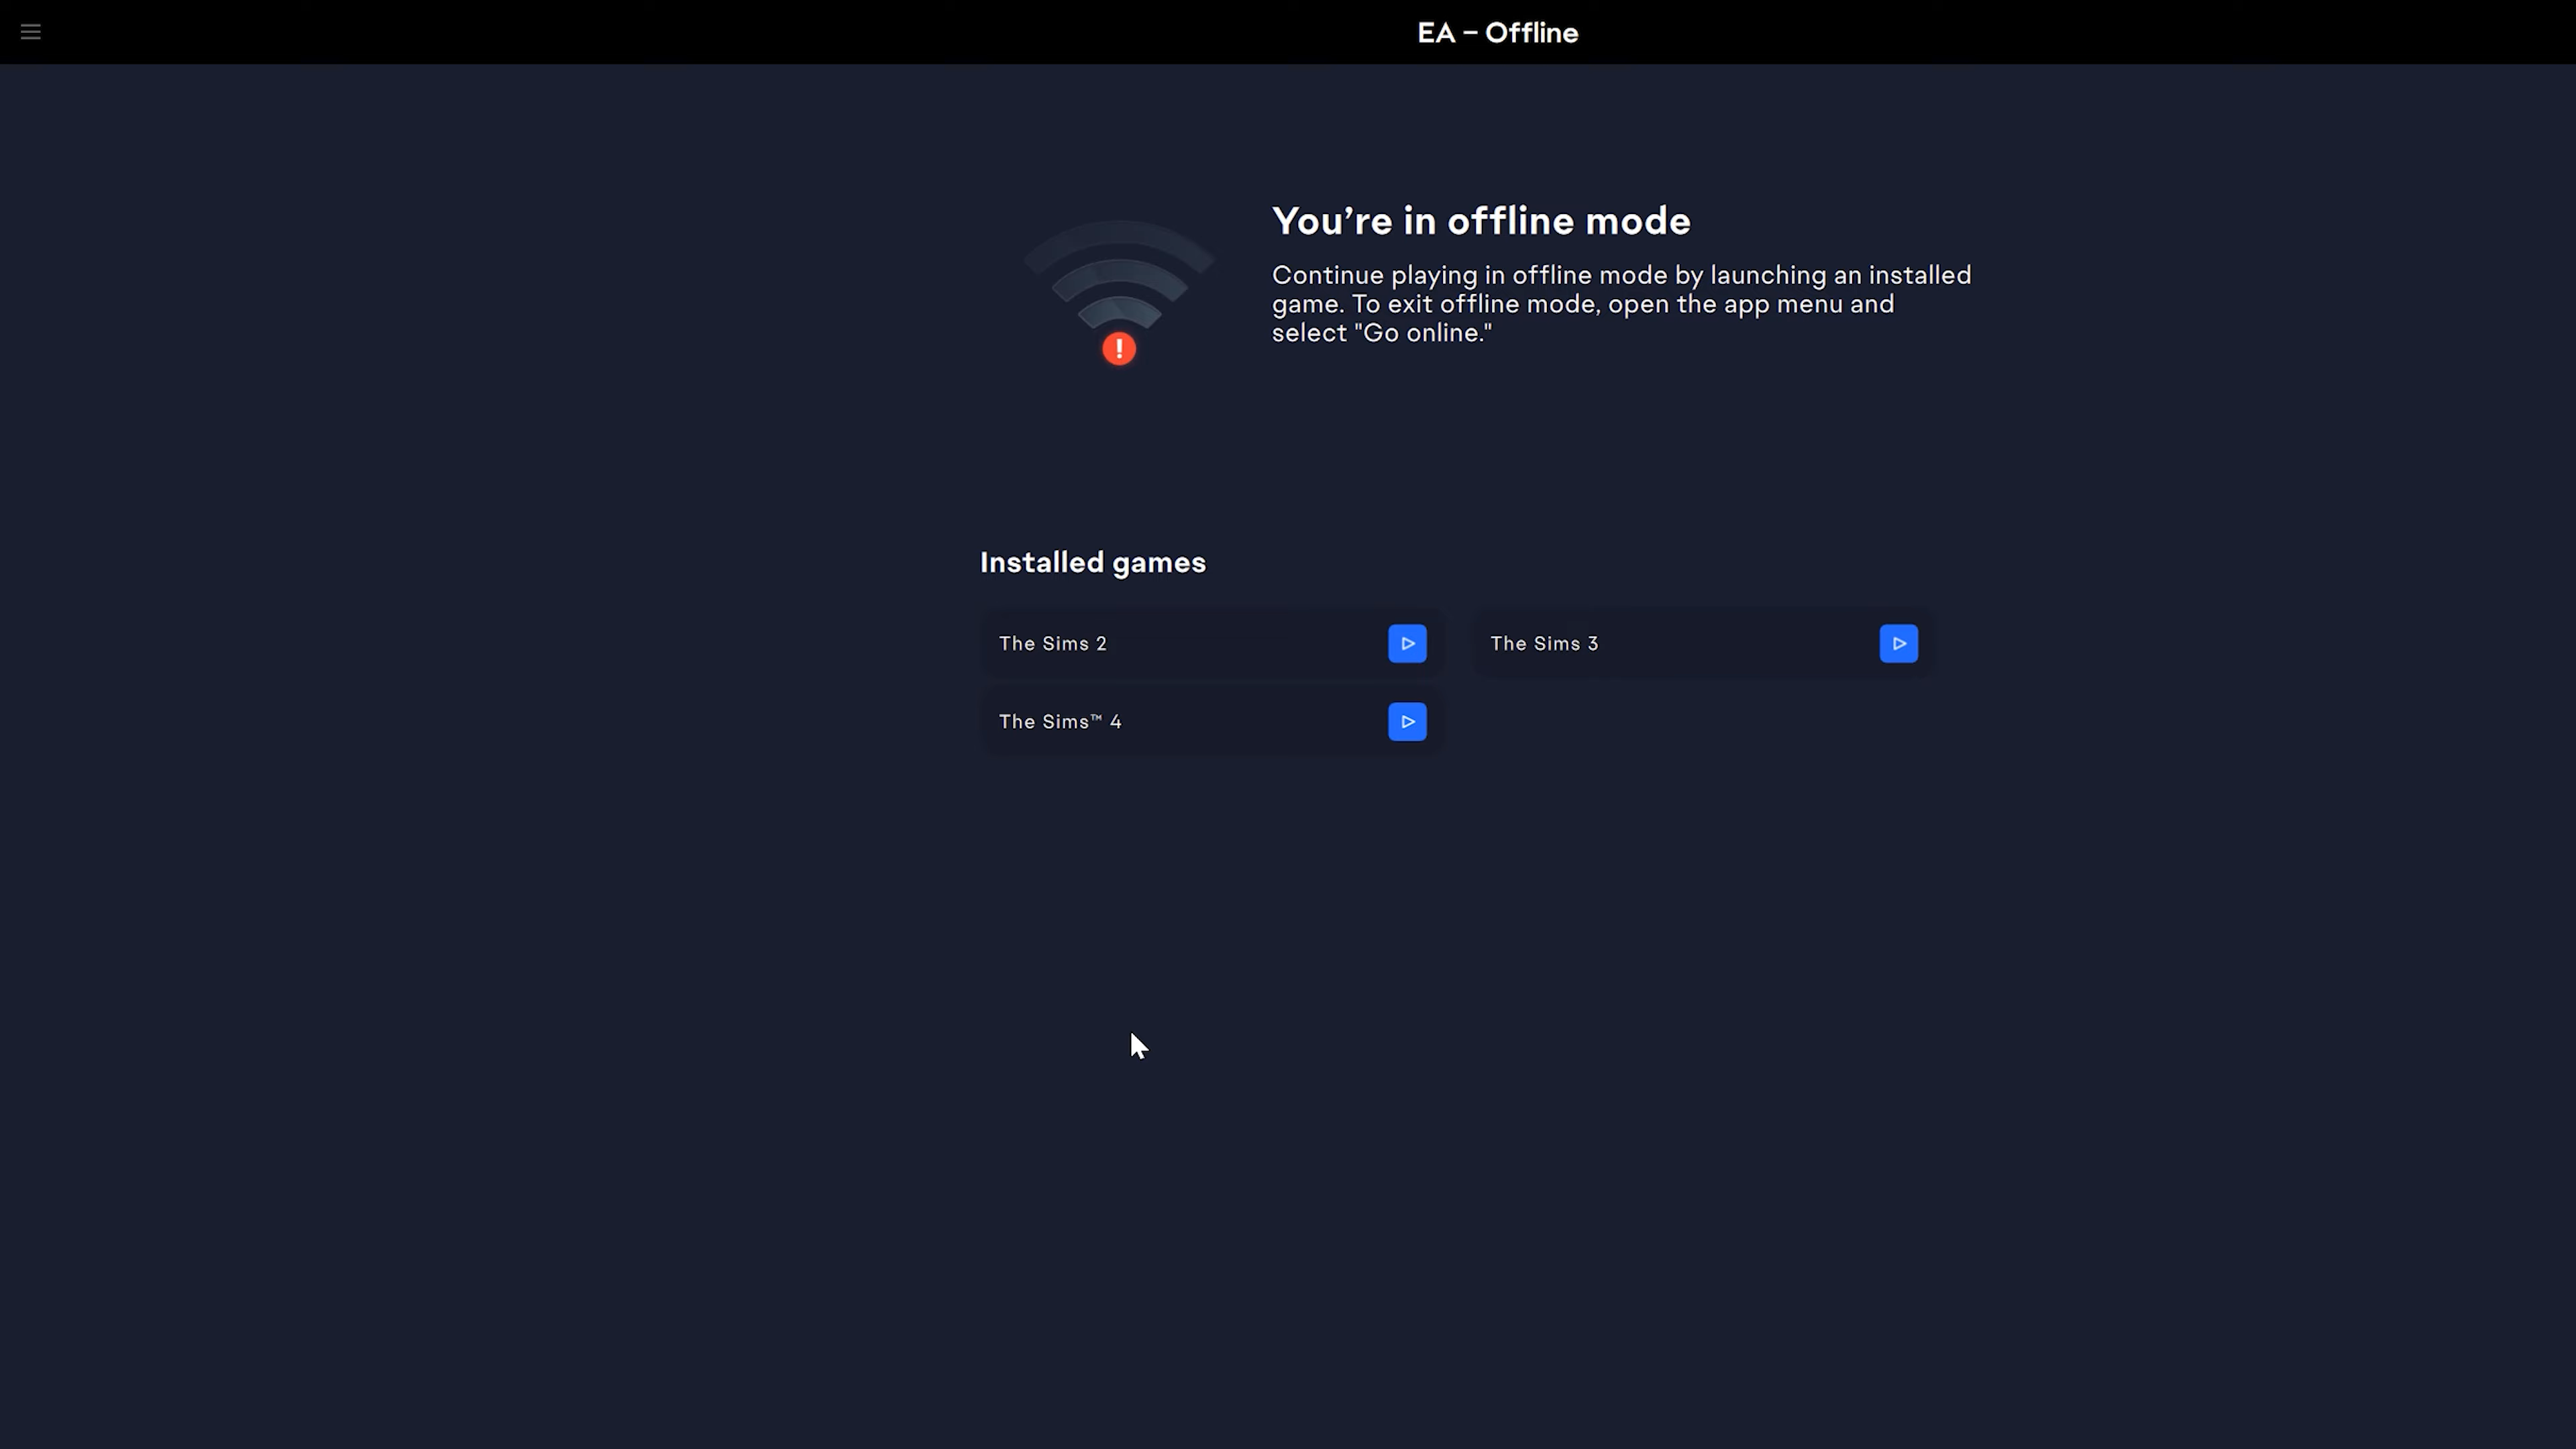 EA – Offline
You’re in offline mode
Continue playing in offline mode by launching an installed
game. To exit offline mode, open the app menu and
select "Go online."
Installed games
The Sims 2
The Sims 3
The Sims™ 4